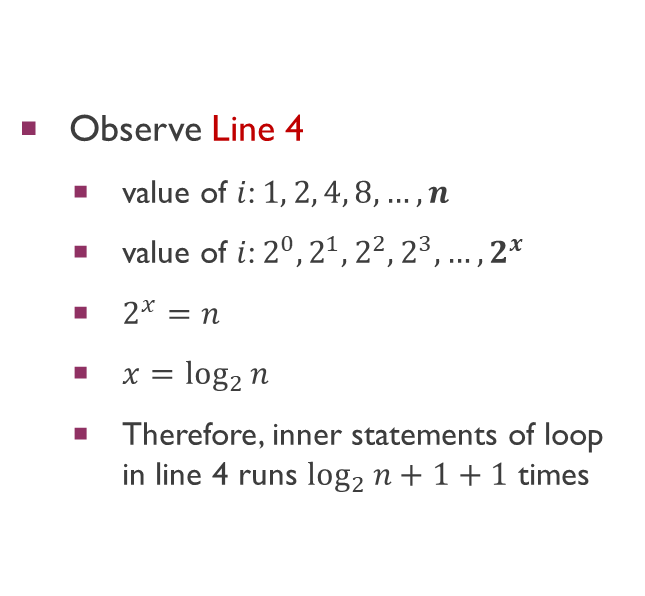 Observe Line 4
value of i: 1, 2, 4, 8, … , n
value of i: 2⁰, 2¹, 2², 2³, … , 2ˣ
2ˣ = n
x = log₂ n
Therefore, inner statements of loop
in line 4 runs log₂ n + 1 + 1 times